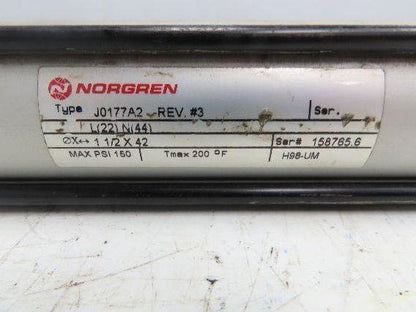 NORGREN
Type J0177A2 -REV. #3 Ser.
L(22) N(44)
ØX↔ 1 1/2 X 42 Ser# 158765.6
MAX PSI 150 Tmax 200 °F H98-UM